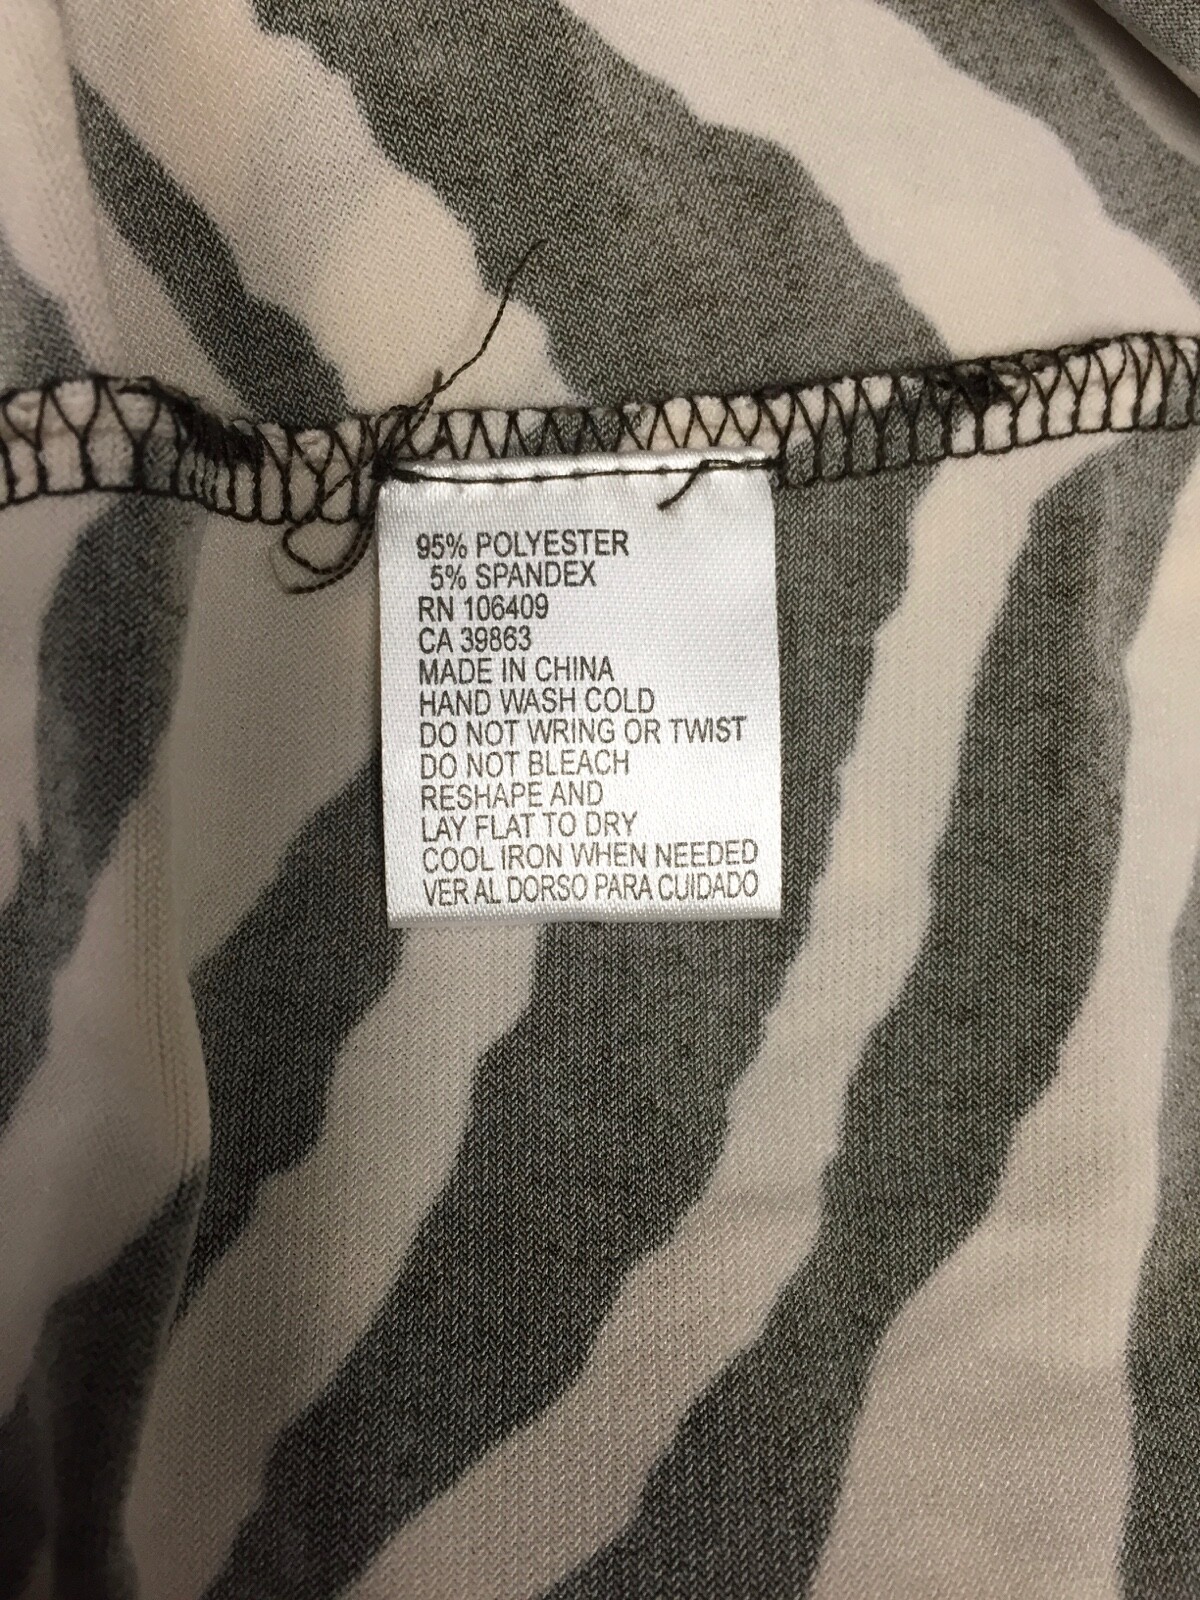 95% POLYESTER
5% SPANDEX
RN 106409
CA 39863
MADE IN CHINA
HAND WASH COLD
DO NOT WRING OR TWIST
DO NOT BLEACH
RESHAPE AND
LAY FLAT TO DRY
COOL IRON WHEN NEEDED
VER AL DORSO PARA CUIDADO